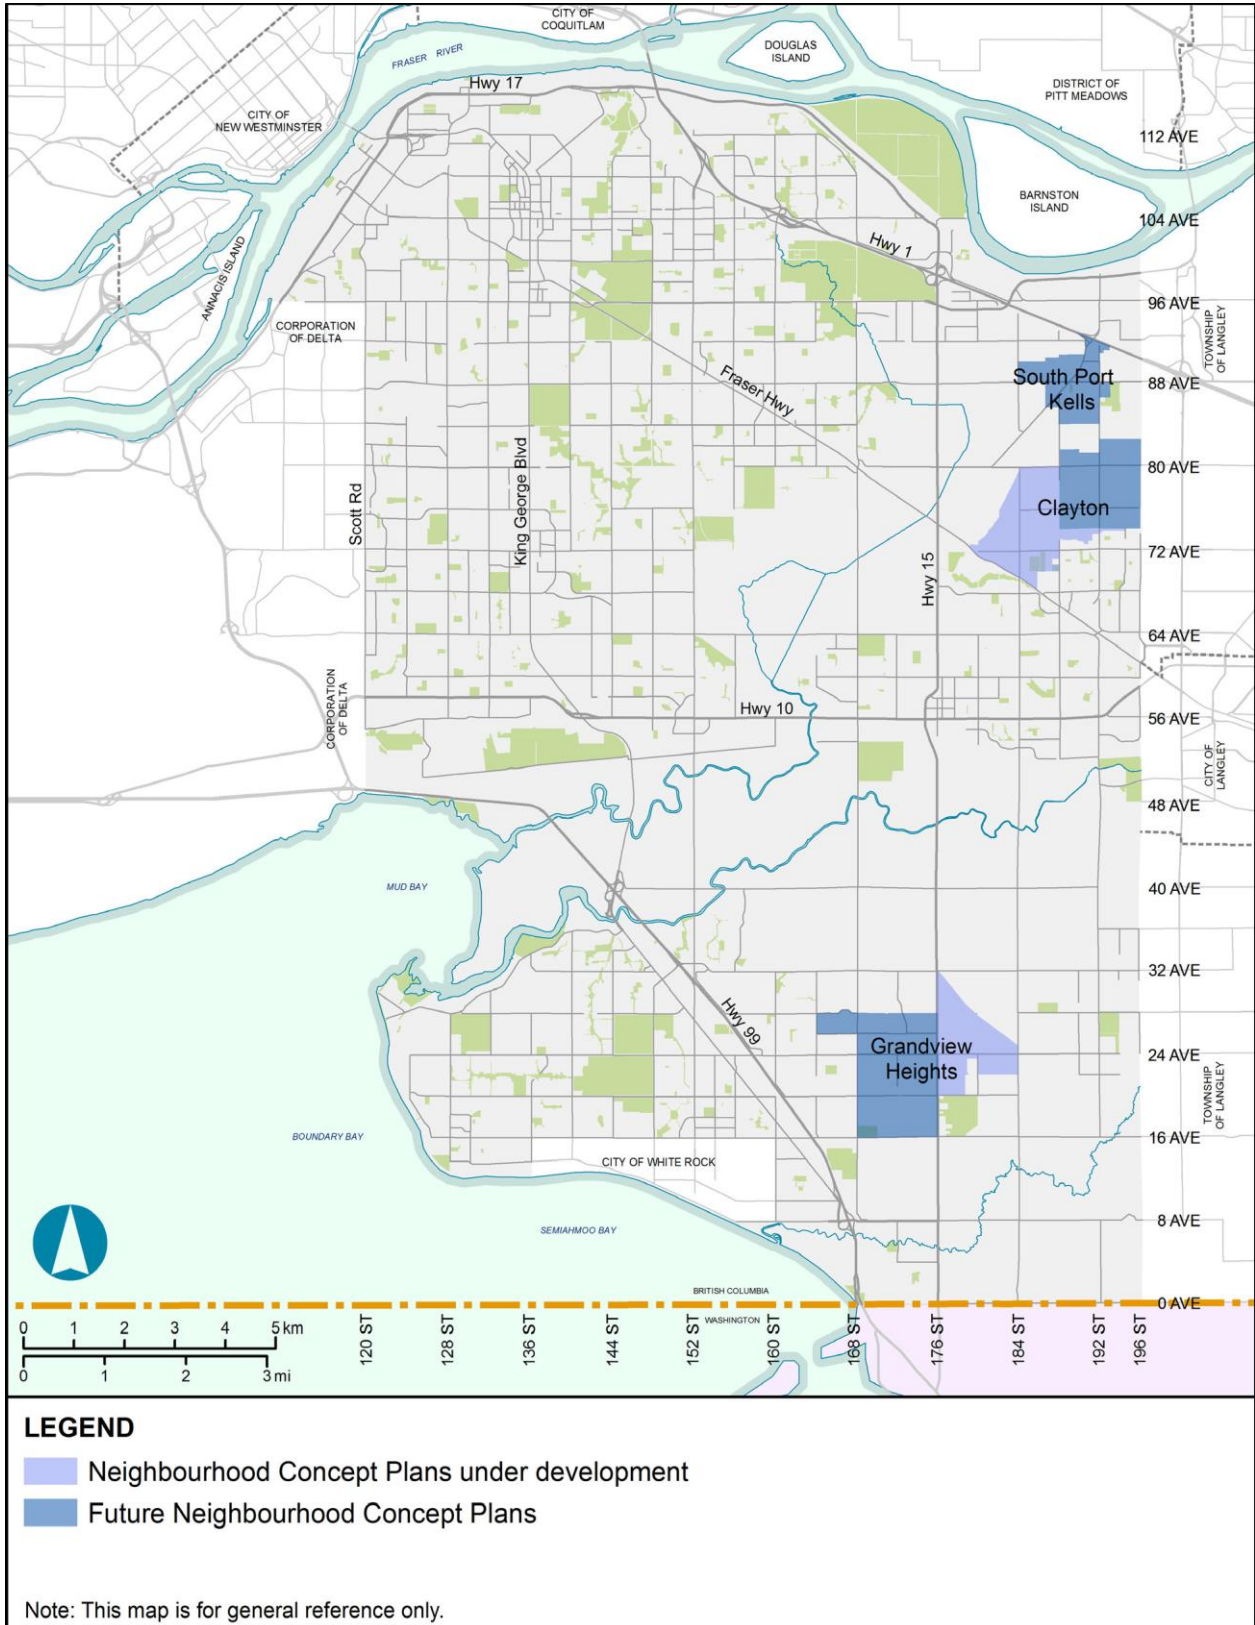 CITY OF
COQUITLAM
FRASER RIVER
DOUGLAS
ISLAND
Hwy 17
DISTRICT OF
PITT MEADOWS
CITY OF
NEW WESTMINSTER
112 AVE
BARNSTON
ISLAND
104 AVE
Hwy 1
ANNACIS ISLAND
96 AVE
CORPORATION
OF DELTA
TOWNSHIP
OF LANGLEY
South Port
Kells
88 AVE
Fraser Hwy
King George Blvd
Scott Rd
80 AVE
Clayton
72 AVE
Hwy 15
64 AVE
CORPORATION
OF DELTA
Hwy 10
56 AVE
CITY OF
LANGLEY
48 AVE
MUD BAY
40 AVE
32 AVE
Hwy 99
Grandview
Heights
24 AVE
TOWNSHIP
OF LANGLEY
BOUNDARY BAY
16 AVE
CITY OF WHITE ROCK
SEMIAHMOO BAY
8 AVE
BRITISH COLUMBIA
0 AVE
WASHINGTON
0 1 2 3 4 5 km
0 1 2 3 mi
120 ST
128 ST
136 ST
144 ST
152 ST
160 ST
168 ST
176 ST
184 ST
192 ST
196 ST
LEGEND
Neighbourhood Concept Plans under development
Future Neighbourhood Concept Plans
Note: This map is for general reference only.